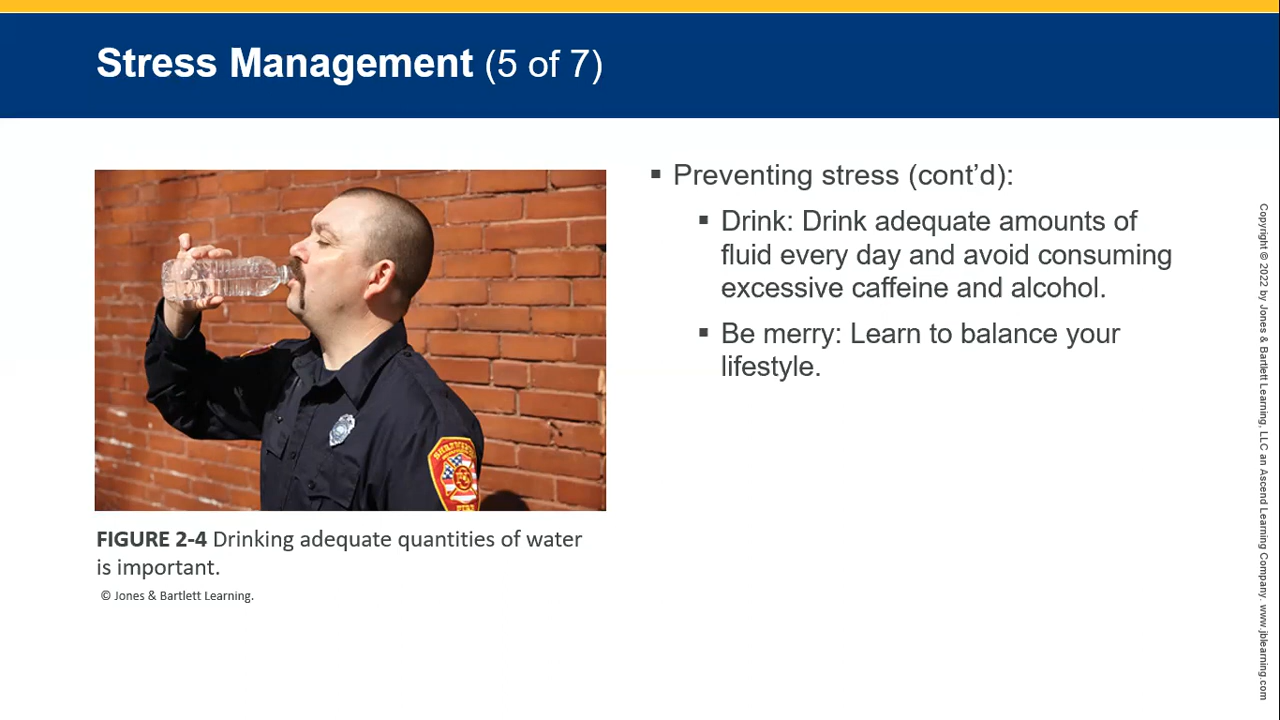 Stress Management (5 of 7)
▪ Preventing stress (cont’d):
▪ Drink: Drink adequate amounts of
fluid every day and avoid consuming
excessive caffeine and alcohol.
▪ Be merry: Learn to balance your
lifestyle.
FIGURE 2-4 Drinking adequate quantities of water
is important.
© Jones & Bartlett Learning.
Copyright © 2022 by Jones & Bartlett Learning, LLC an Ascend Learning Company. www.jblearning.com